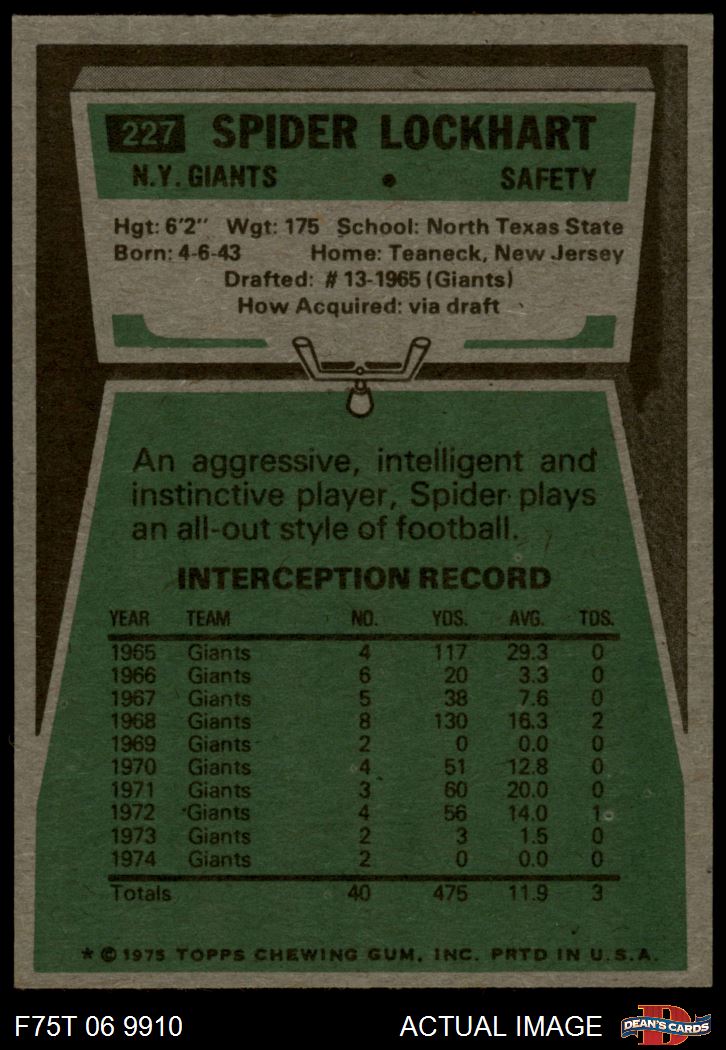 227 SPIDER LOCKHART
N.Y. GIANTS • SAFETY
Hgt: 6'2" Wgt: 175 School: North Texas State
Born: 4-6-43 Home: Teaneck, New Jersey
Drafted: # 13-1965 (Giants)
How Acquired: via draft
An aggressive, intelligent and
instinctive player, Spider plays
an all-out style of football.
INTERCEPTION RECORD
YEAR TEAM NO. YDS. AVG. TDS.
1965 Giants 4 117 29.3 0
1966 Giants 6 20 3.3 0
1967 Giants 5 38 7.6 0
1968 Giants 8 130 16.3 2
1969 Giants 2 0 0.0 0
1970 Giants 4 51 12.8 0
1971 Giants 3 60 20.0 0
1972 Giants 4 56 14.0 1
1973 Giants 2 3 1.5 0
1974 Giants 2 0 0.0 0
Totals 40 475 11.9 3
* © 1975 TOPPS CHEWING GUM, INC. PRTD IN U.S.A.
F75T 06 9910 ACTUAL IMAGE D DEAN'S CARDS